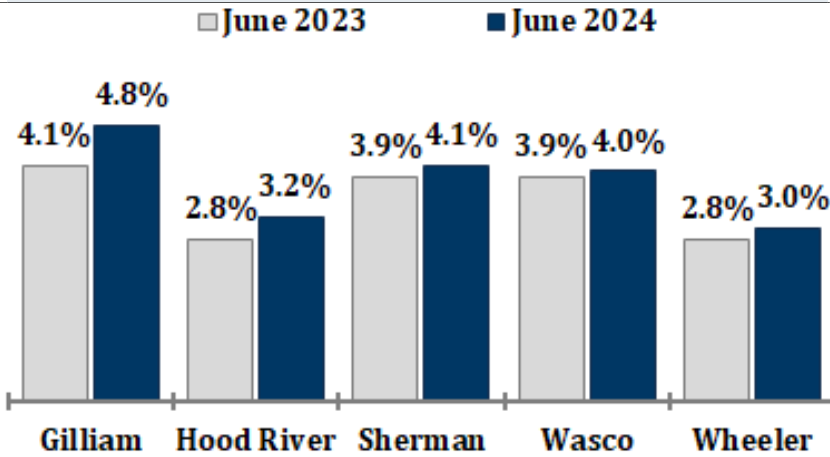 June 2023 June 2024
4.1% 4.8% 2.8% 3.2% 3.9% 4.1% 3.9% 4.0% 2.8% 3.0%
Gilliam Hood River Sherman Wasco Wheeler